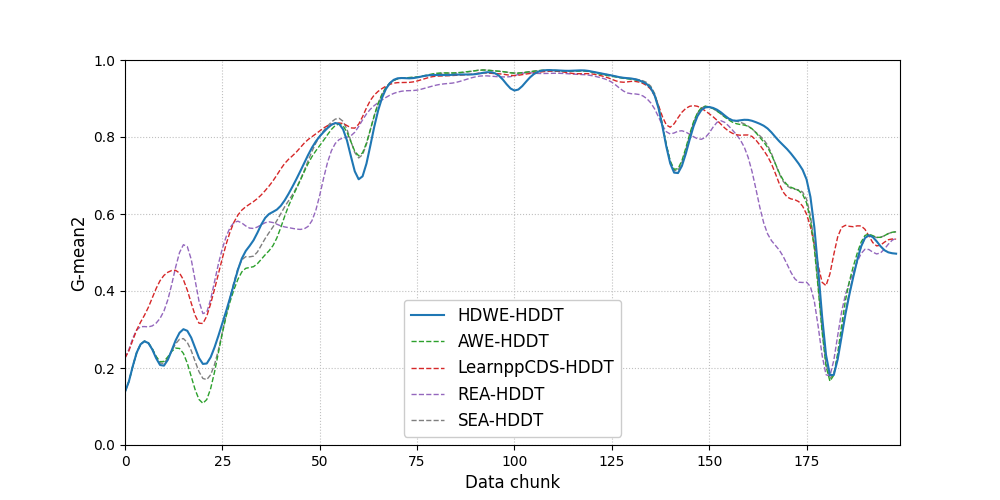 1.0
0.8
0.6
0.4
0.2
0.0
G-mean2
HDWE-HDDT
AWE-HDDT
LearnppCDS-HDDT
REA-HDDT
SEA-HDDT
0 25 50 75 100 125 150 175
Data chunk